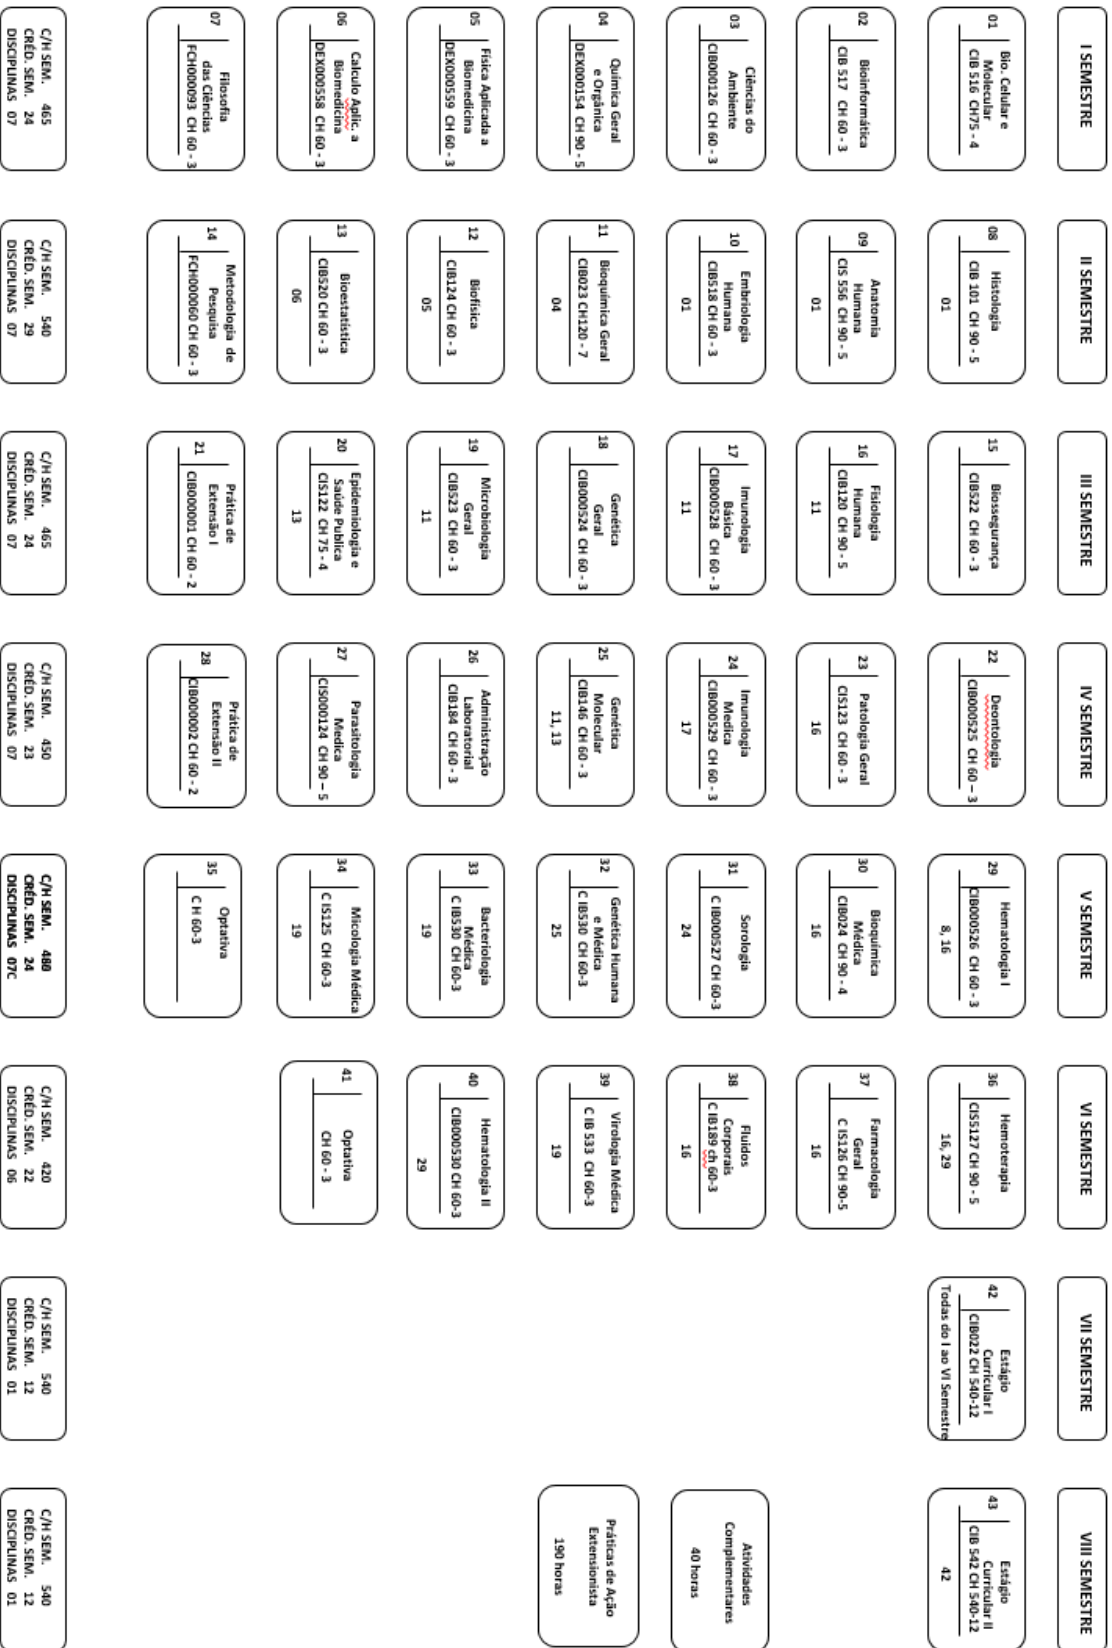 I SEMESTRE
01
Bio. Celular e
Molecular
CIB 516 CH75 - 4
02
Bioinformática
CIB 517 CH 60 - 3
03
Ciências do
Ambiente
CIB000126 CH 60 - 3
04
Química Geral
e Orgânica
DEX000154 CH 90 - 5
05
Física Aplicada a
Biomedicina
DEX000559 CH 60 - 3
06
Calculo Aplic. a
Biomedicina
DEX000558 CH 60 - 3
07
Filosofia
das Ciências
FCH000093 CH 60 - 3
C/H SEM. 465
CRÉD. SEM. 24
DISCIPLINAS 07
II SEMESTRE
08
Histologia
CIB 101 CH 90 - 5
01
09
Anatomia
Humana
CIS 556 CH 90 - 5
01
10
Embriologia
Humana
CIB518 CH 60 - 3
01
11
Bioquímica Geral
CIB023 CH120 - 7
04
12
Biofísica
CIB124 CH 60 - 3
05
13
Bioestatística
CIB520 CH 60 - 3
06
14
Metodologia de
Pesquisa
FCH000060 CH 60 - 3
C/H SEM. 540
CRÉD. SEM. 29
DISCIPLINAS 07
III SEMESTRE
15
Biossegurança
CIB522 CH 60 - 3
16
Fisiologia
Humana
CIB120 CH 90 - 5
11
17
Imunologia
Básica
CIB000528 CH 60 - 3
11
18
Genética
Geral
CIB000524 CH 60 - 3
19
Microbiologia
Geral
CIB523 CH 60 - 3
11
20
Epidemiologia e
Saúde Publica
CIS122 CH 75 - 4
13
21
Prática de
Extensão I
CIB000001 CH 60 - 2
C/H SEM. 465
CRÉD. SEM. 24
DISCIPLINAS 07
IV SEMESTRE
22
Deontologia
CIB000525 CH 60 – 3
23
Patologia Geral
CIS123 CH 60 - 3
16
24
Imunologia
Medica
CIB000529 CH 60 - 3
17
25
Genética
Molecular
CIB146 CH 60 - 3
11, 13
26
Administração
Laboratorial
CIB184 CH 60 - 3
27
Parasitologia
Medica
CIS000124 CH 90 – 5
28
Prática de
Extensão II
CIB000002 CH 60 - 2
C/H SEM. 450
CRÉD. SEM. 23
DISCIPLINAS 07
V SEMESTRE
29
Hematologia I
CIB000526 CH 60 - 3
8, 16
30
Bioquímica
Médica
CIB024 CH 90 - 4
16
31
Sorologia
C IB000527 CH 60-3
24
32
Genética Humana
e Médica
C IB530 CH 60-3
25
33
Bacteriologia
Médica
C IB530 CH 60-3
19
34
Micologia Médica
C IS125 CH 60-3
19
35
Optativa
C H 60-3
C/H SEM. 480
CRÉD. SEM. 24
DISCIPLINAS 07C
VI SEMESTRE
36
Hemoterapia
CIS5127 CH 90 - 5
16, 29
37
Farmacologia
Geral
C IS126 CH 90-5
16
38
Fluidos
Corporais
C IB189 ch 60-3
16
39
Virologia Médica
C IB 533 CH 60-3
19
40
Hematologia II
CIB000530 CH 60-3
29
41
Optativa
CH 60 - 3
C/H SEM. 420
CRÉD. SEM. 22
DISCIPLINAS 06
VII SEMESTRE
42
Estágio
Curricular I
CIB022 CH 540-12
Todas do I ao VI Semestre
C/H SEM. 540
CRÉD. SEM. 12
DISCIPLINAS 01
VIII SEMESTRE
43
Estágio
Curricular II
CIB 542 CH 540-12
42
Atividades
Complementares
40 horas
Práticas de Ação
Extensionista
190 horas
C/H SEM. 540
CRÉD. SEM. 12
DISCIPLINAS 01